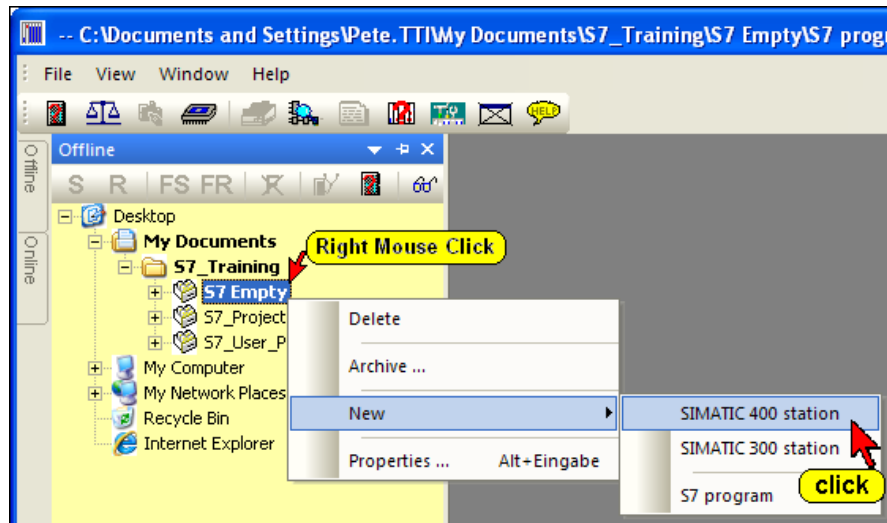 -- C:\Documents and Settings\Pete.TTI\My Documents\S7_Training\S7 Empty\S7 progr
File View Window Help
HELP
Offline
Offline
Online
S R FS FR
Desktop
My Documents
Right Mouse Click
S7_Training
S7 Empty
S7_Project
S7_User_P
My Computer
My Network Places
Recycle Bin
Internet Explorer
Delete
Archive ...
New
Properties ... Alt+Eingabe
SIMATIC 400 station
SIMATIC 300 station
click
S7 program